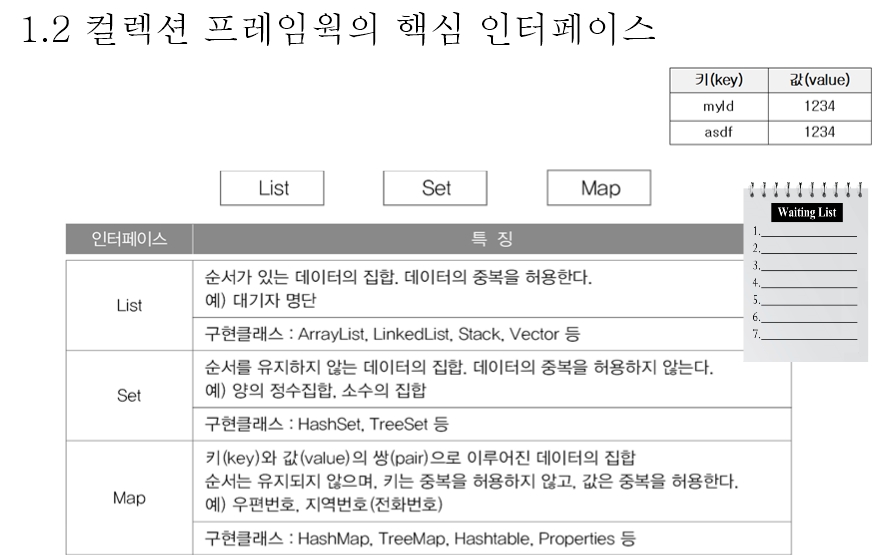 1.2 컬렉션 프레임웍의 핵심 인터페이스
키(key) 값(value)
myId 1234
asdf 1234
List Set Map
Waiting List
1.
2.
3.
4.
5.
6.
7.
인터페이스 특 징
List
순서가 있는 데이터의 집합. 데이터의 중복을 허용한다.
예) 대기자 명단
구현클래스 : ArrayList, LinkedList, Stack, Vector 등
Set
순서를 유지하지 않는 데이터의 집합. 데이터의 중복을 허용하지 않는다.
예) 양의 정수집합, 소수의 집합
구현클래스 : HashSet, TreeSet 등
Map
키(key)와 값(value)의 쌍(pair)으로 이루어진 데이터의 집합
순서는 유지되지 않으며, 키는 중복을 허용하지 않고, 값은 중복을 허용한다.
예) 우편번호, 지역번호(전화번호)
구현클래스 : HashMap, TreeMap, Hashtable, Properties 등